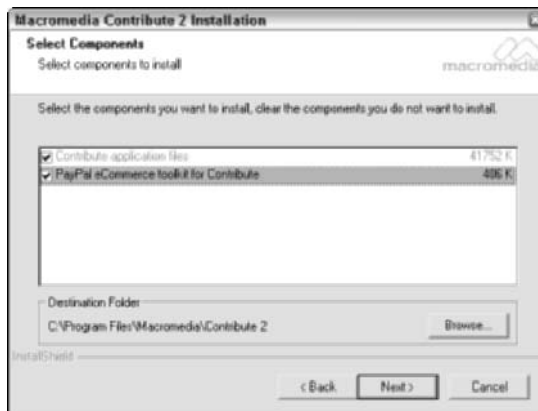 Macromedia Contribute 2 Installation
Select Components
Select components to install
macromedia
Select the components you want to install, clear the components you do not want to install.
Contribute application files 41752 K
PayPal eCommerce toolkit for Contribute 406 K
Destination Folder
C:\Program Files\Macromedia\Contribute 2
Browse...
InstallShield
< Back Next > Cancel